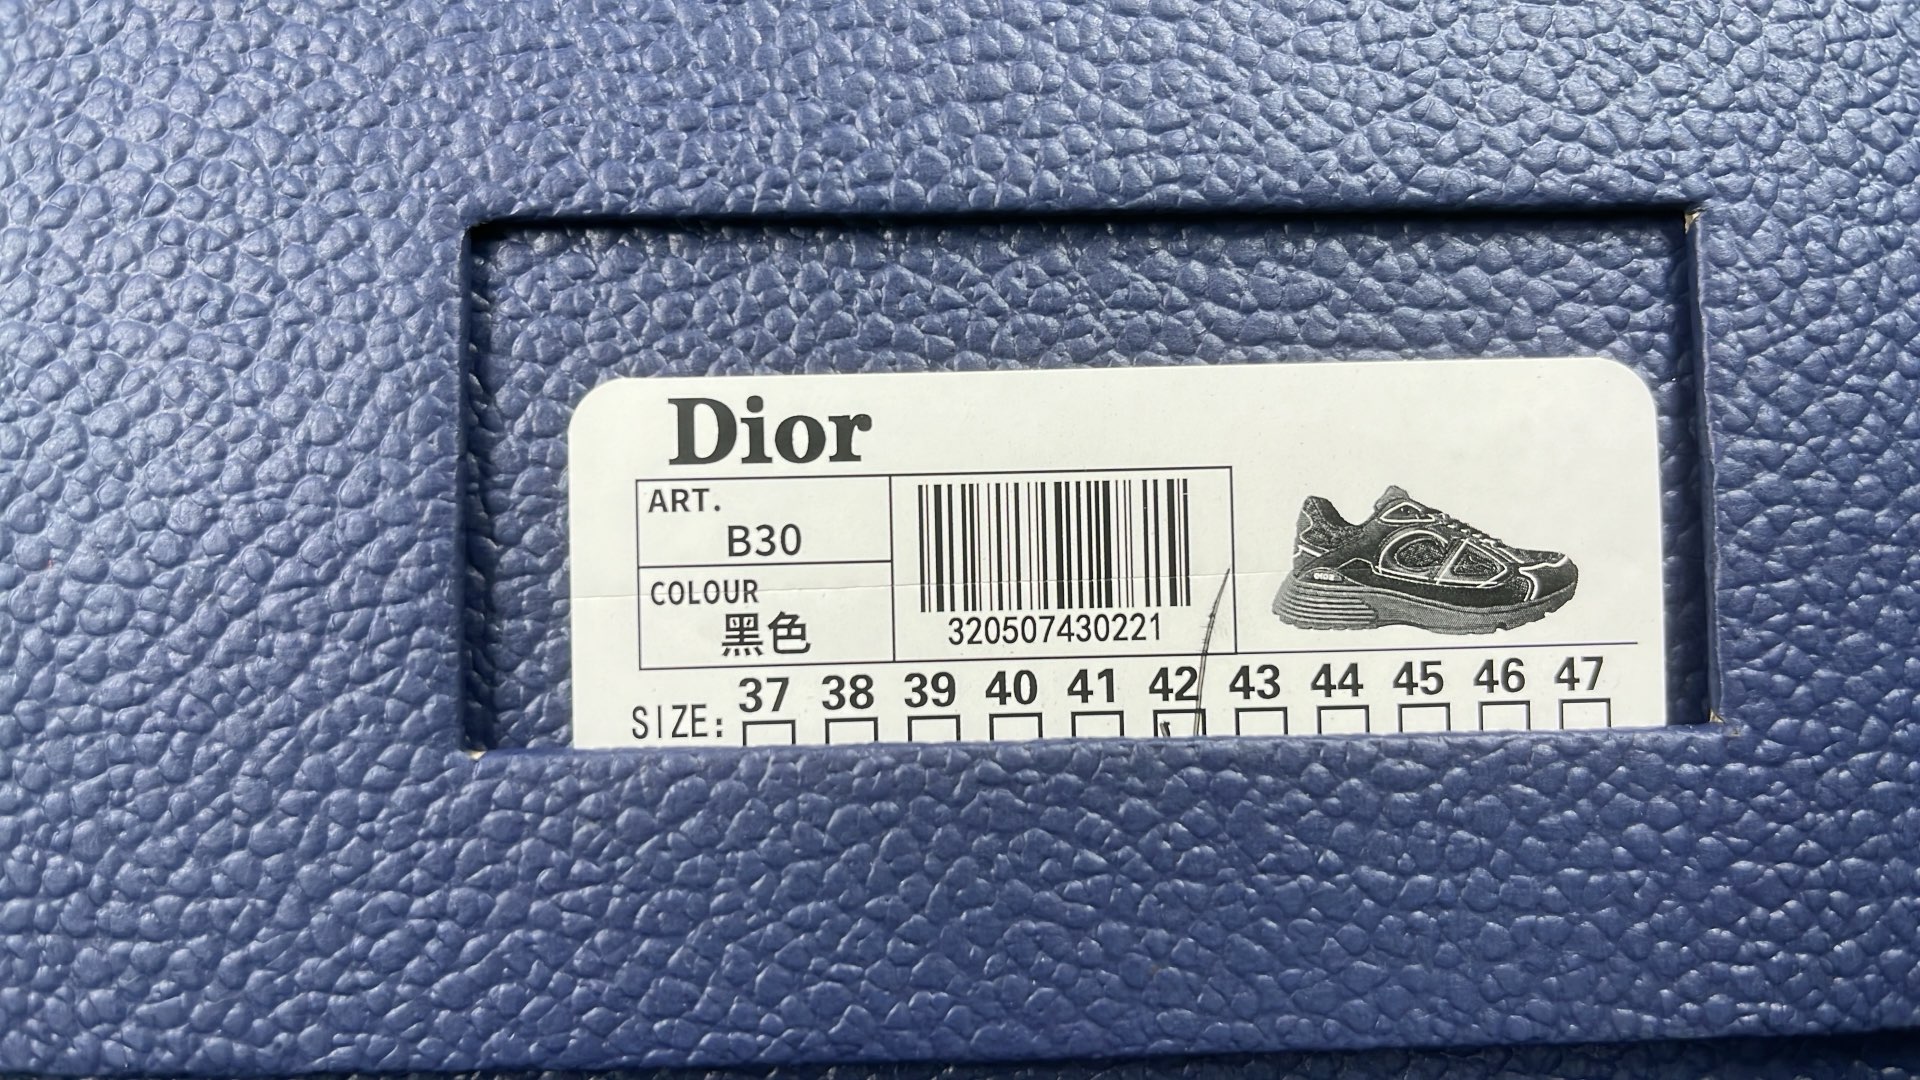 Dior
ART.
B30
COLOUR
黑色
320507430221
DIOR
37 38 39 40 41 42 43 44 45 46 47
SIZE: